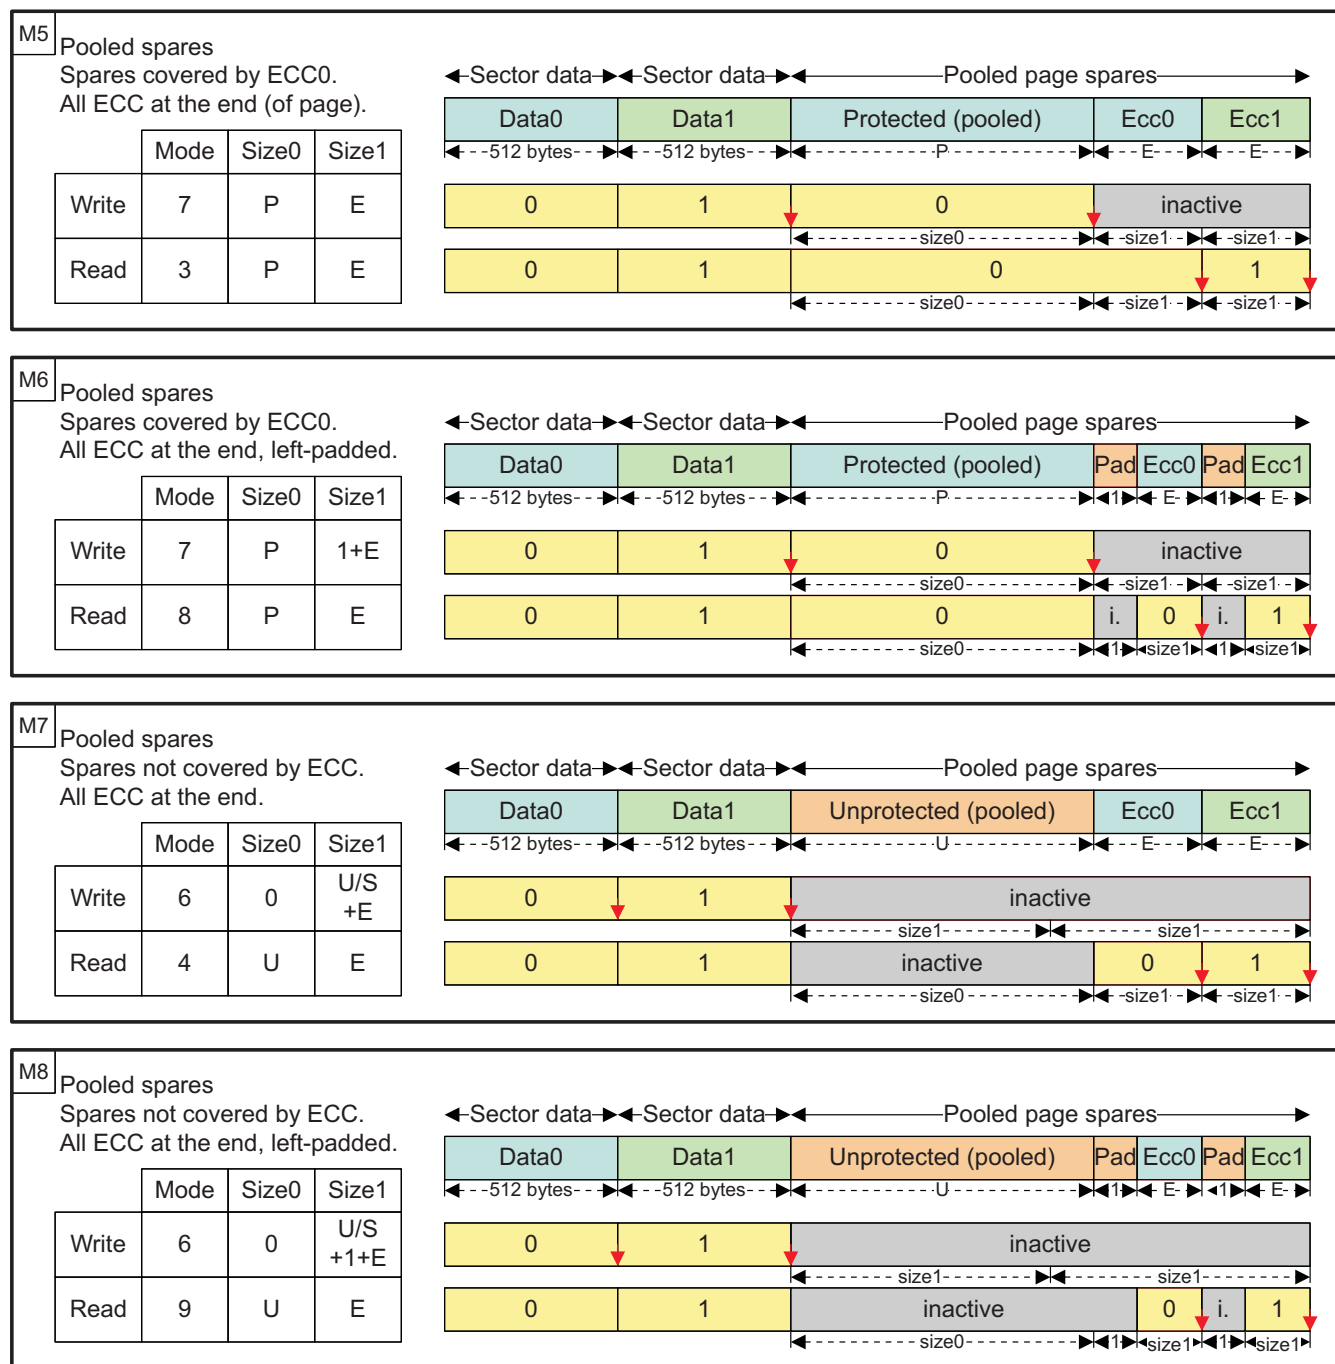 M5
Pooled spares
Spares covered by ECC0.
All ECC at the end (of page).
Mode Size0 Size1
Write 7 P E
Read 3 P E
Sector data Sector data Pooled page spares
Data0 Data1 Protected (pooled) Ecc0 Ecc1
512 bytes 512 bytes P E E
0 1 0 inactive
size0 size1 size1
0 1 0 1
size0 size1 size1
M6
Pooled spares
Spares covered by ECC0.
All ECC at the end, left-padded.
Mode Size0 Size1
Write 7 P 1+E
Read 8 P E
Sector data Sector data Pooled page spares
Data0 Data1 Protected (pooled) Pad Ecc0 Pad Ecc1
512 bytes 512 bytes P 1 E 1 E
0 1 0 inactive
size0 size1 size1
0 1 0 i. 0 i. 1
size0 1 size1 1 size1
M7
Pooled spares
Spares not covered by ECC.
All ECC at the end.
Mode Size0 Size1
Write 6 0 U/S
+E
Read 4 U E
Sector data Sector data Pooled page spares
Data0 Data1 Unprotected (pooled) Ecc0 Ecc1
512 bytes 512 bytes U E E
0 1 inactive
size1 size1
0 1 inactive 0 1
size0 size1 size1
M8
Pooled spares
Spares not covered by ECC.
All ECC at the end, left-padded.
Mode Size0 Size1
Write 6 0 U/S
+1+E
Read 9 U E
Sector data Sector data Pooled page spares
Data0 Data1 Unprotected (pooled) Pad Ecc0 Pad Ecc1
512 bytes 512 bytes U 1 E 1 E
0 1 inactive
size1 size1
0 1 inactive 0 i. 1
size0 1 size1 1 size1